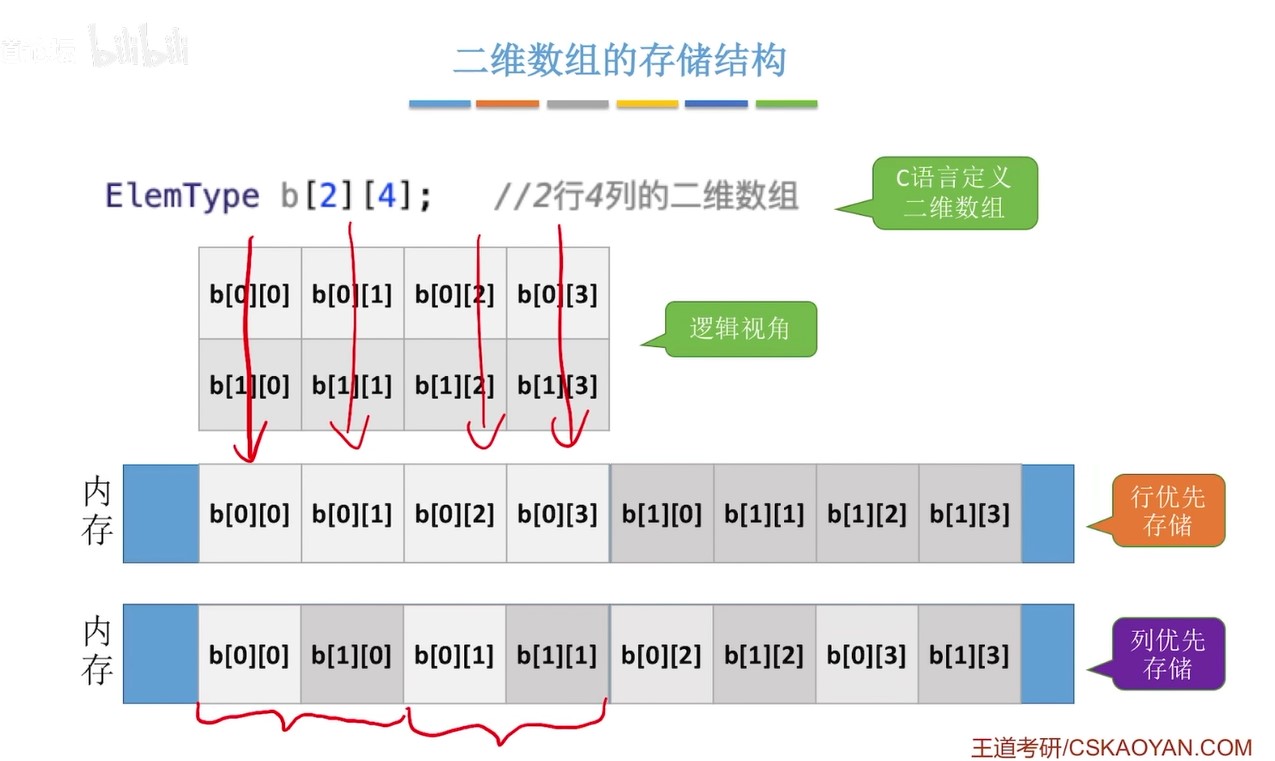 bilibili
二维数组的存储结构
ElemType b[2][4]; //2行4列的二维数组
C语言定义
二维数组
b[0][0] b[0][1] b[0][2] b[0][3]
逻辑视角
b[1][0] b[1][1] b[1][2] b[1][3]
内存
b[0][0] b[0][1] b[0][2] b[0][3] b[1][0] b[1][1] b[1][2] b[1][3]
行优先
存储
内存
b[0][0] b[1][0] b[0][1] b[1][1] b[0][2] b[1][2] b[0][3] b[1][3]
列优先
存储
王道考研/CSKAOYAN.COM